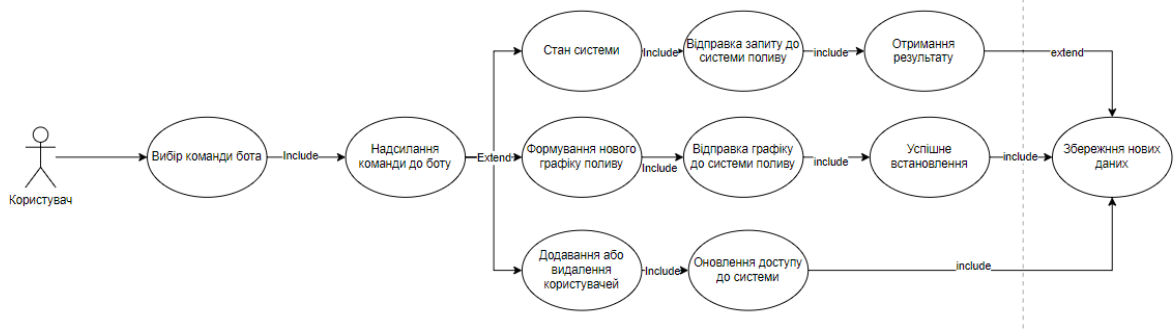 Стан системи
Include
Відправка запиту до
системи поливу
include
Отримання
результату
extend
Користувач
Вибір команди бота
Include
Надсилання
команди до боту
Extend
Формування нового
графіку поливу
Include
Відправка графіку
до системи поливу
include
Успішне
встановлення
include
Збережння нових
даних
Додавання або
видалення
користувачей
Include
Оновлення доступу
до системи
include